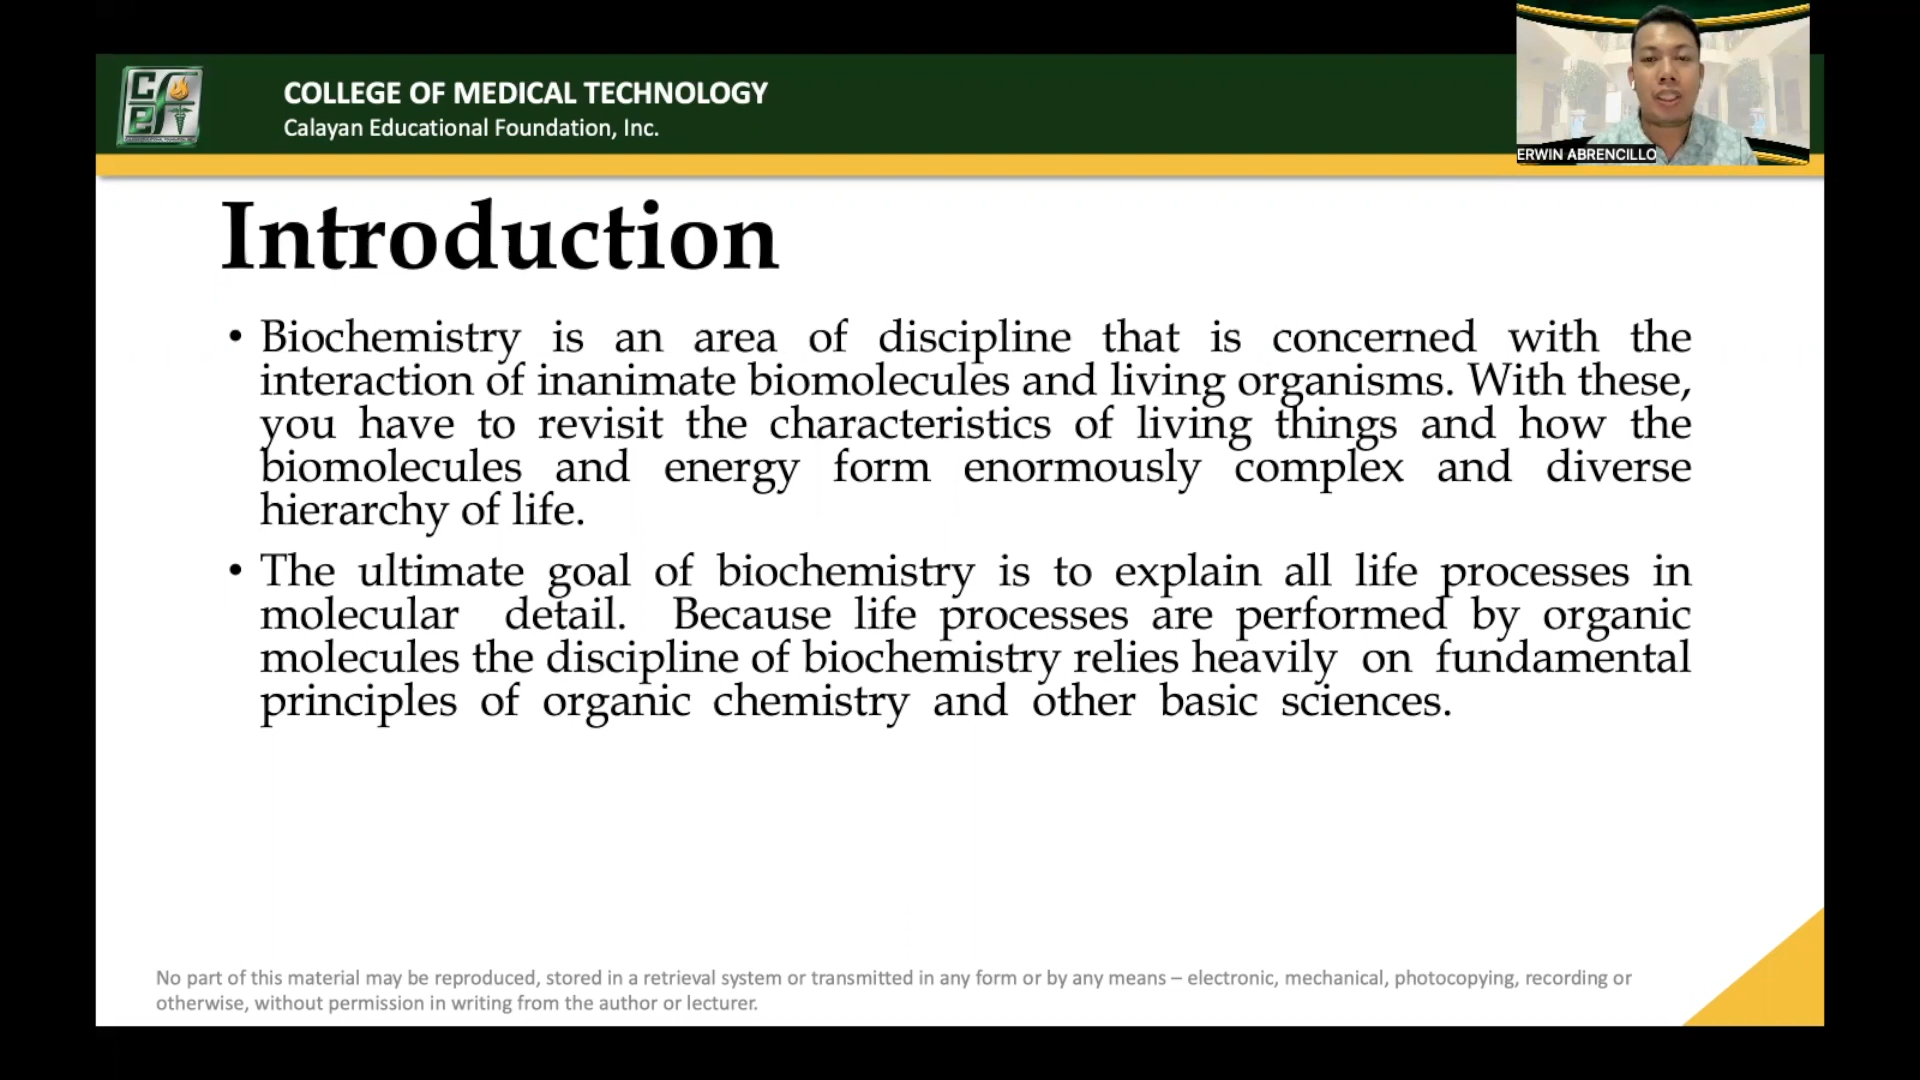 COLLEGE OF MEDICAL TECHNOLOGY
Calayan Educational Foundation, Inc.
ERWIN ABRENCILLO
Introduction
• Biochemistry is an area of discipline that is concerned with the
interaction of inanimate biomolecules and living organisms. With these,
you have to revisit the characteristics of living things and how the
biomolecules and energy form enormously complex and diverse
hierarchy of life.
• The ultimate goal of biochemistry is to explain all life processes in
molecular detail. Because life processes are performed by organic
molecules the discipline of biochemistry relies heavily on fundamental
principles of organic chemistry and other basic sciences.
No part of this material may be reproduced, stored in a retrieval system or transmitted in any form or by any means – electronic, mechanical, photocopying, recording or
otherwise, without permission in writing from the author or lecturer.